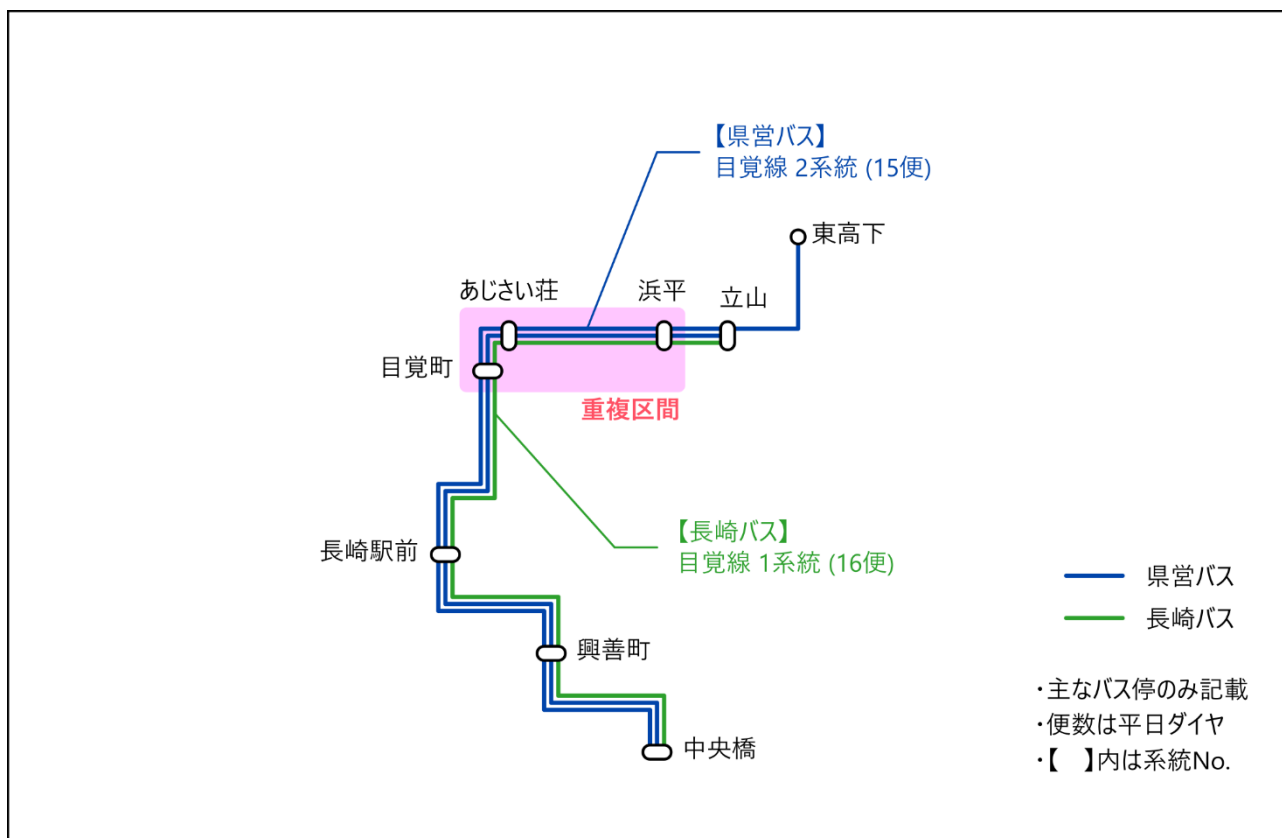 【県営バス】
目覚線 2系統 (15便)
東高下
あじさい荘
浜平
立山
目覚町
重複区間
長崎駅前
【長崎バス】
目覚線 1系統 (16便)
県営バス
長崎バス
興善町
中央橋
・主なバス停のみ記載
・便数は平日ダイヤ
・【　】内は系統No.